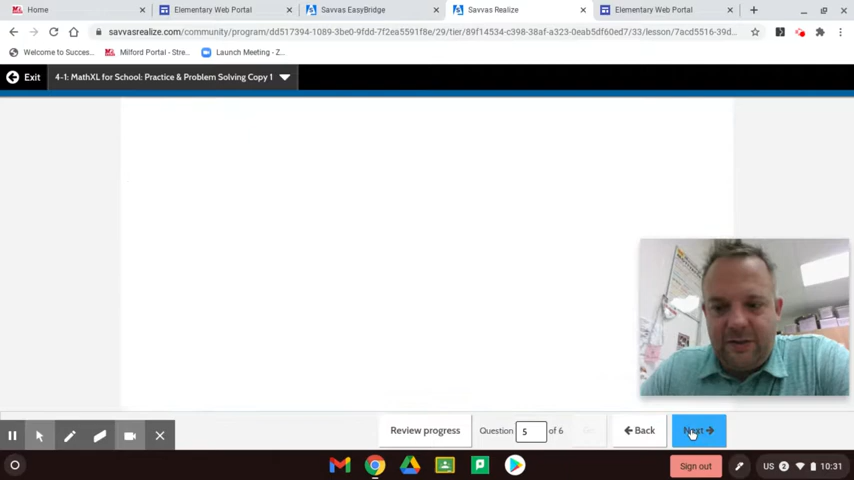 Home
Elementary Web Portal
Savvas EasyBridge
Savvas Realize
Elementary Web Portal
savvasrealize.com/community/program/dd517394-1089-3be0-9fdd-7f2ea5591f8e/29/tier/89f14534-c398-38af-a323-0eab5df60ed7/33/lesson/7acd5516-39d...
Welcome to Succes...
Milford Portal - Stre...
Launch Meeting - Z...
Exit
4-1: MathXL for School: Practice & Problem Solving Copy 1
Review progress
Question
5
of 6
Go
Back
Next
Sign out
US
2
10:31